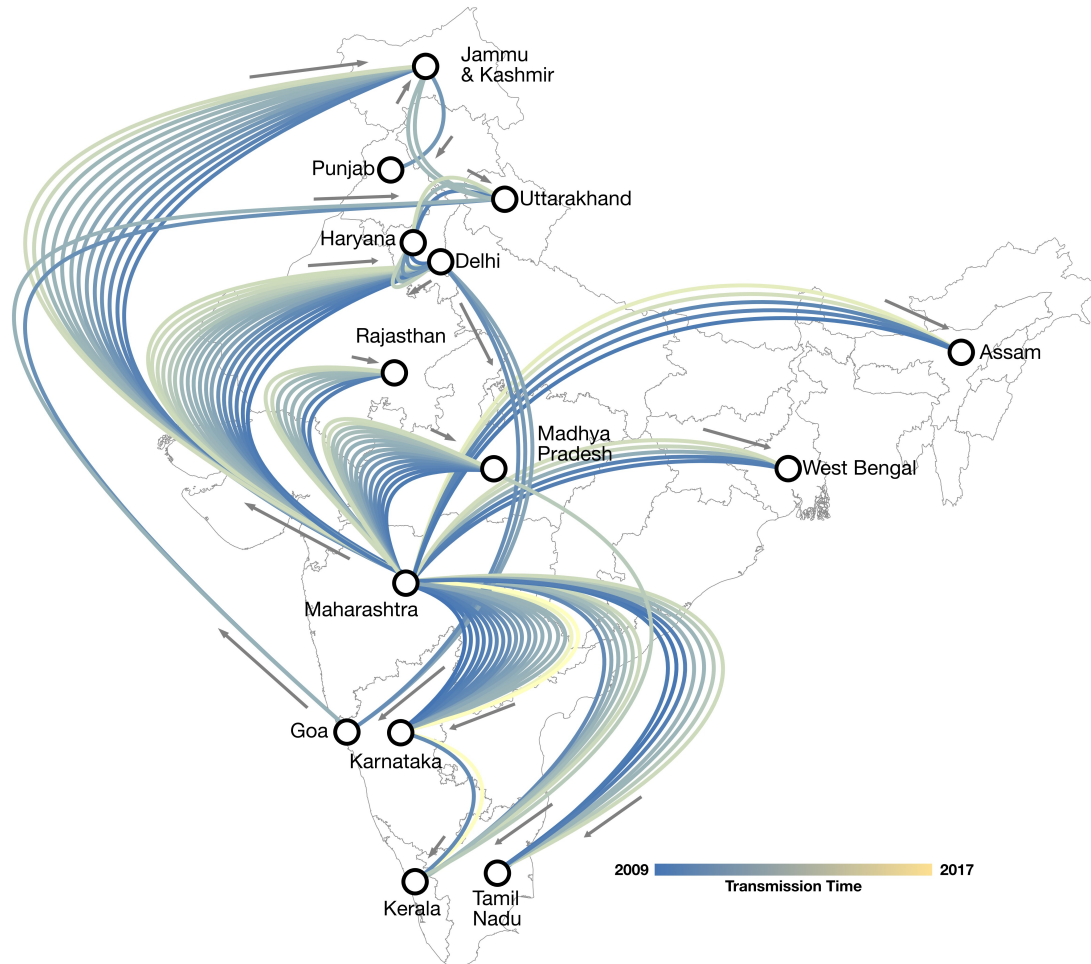 Jammu
& Kashmir
Punjab
Uttarakhand
Haryana
Delhi
Rajasthan
Assam
Madhya
Pradesh
West Bengal
Maharashtra
Goa
Karnataka
2009
2017
Transmission Time
Kerala
Tamil
Nadu